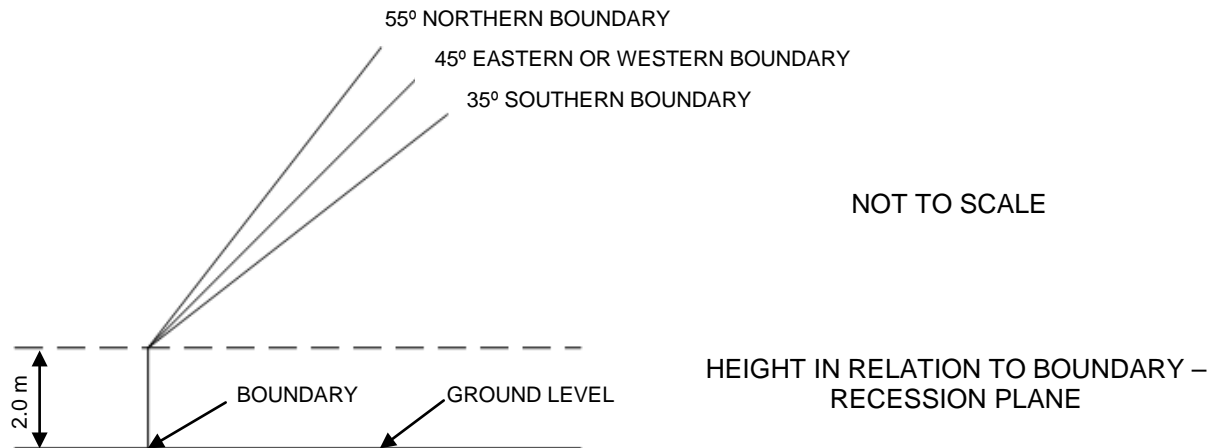 55º NORTHERN BOUNDARY
45º EASTERN OR WESTERN BOUNDARY
35º SOUTHERN BOUNDARY
NOT TO SCALE
2.0 m
BOUNDARY
GROUND LEVEL
HEIGHT IN RELATION TO BOUNDARY –
RECESSION PLANE